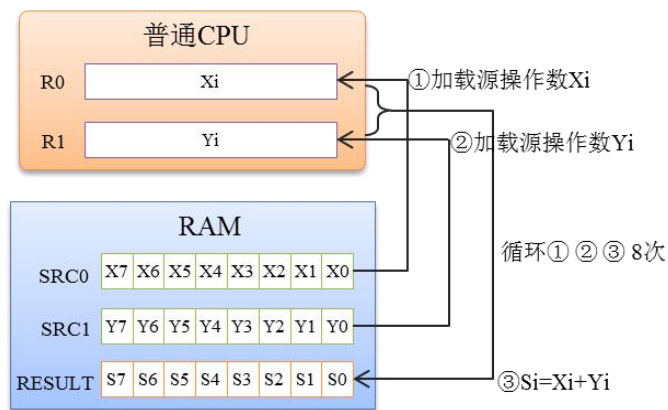 普通CPU
R0 Xi ①加载源操作数Xi
R1 Yi ②加载源操作数Yi
RAM
循环① ② ③ 8次
SRC0 X7 X6 X5 X4 X3 X2 X1 X0
SRC1 Y7 Y6 Y5 Y4 Y3 Y2 Y1 Y0
RESULT S7 S6 S5 S4 S3 S2 S1 S0 ③Si=Xi+Yi